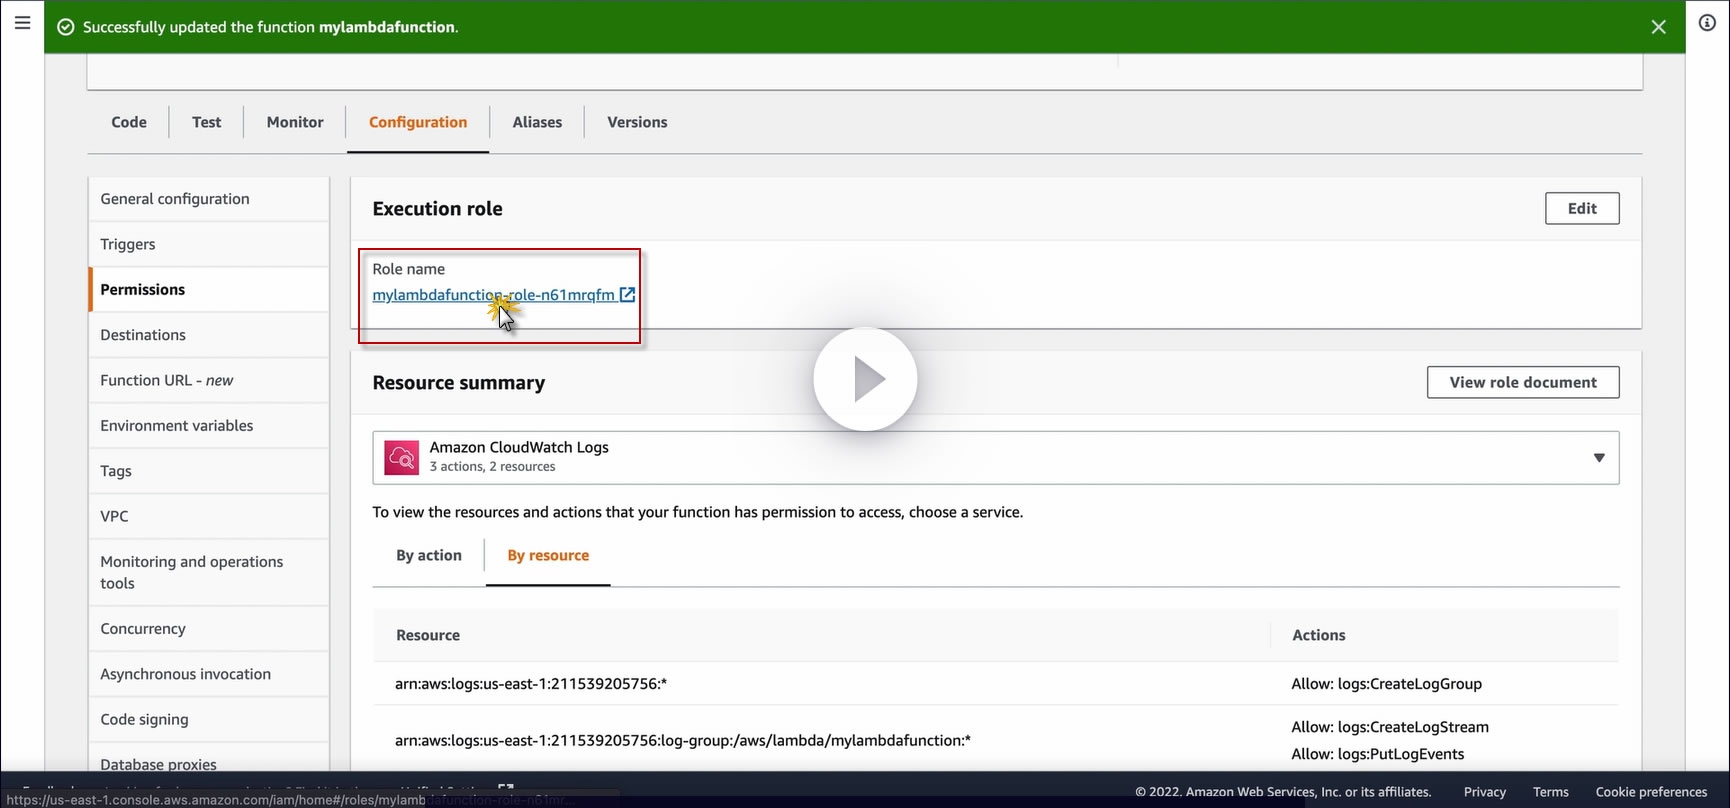 Successfully updated the function mylambdafunction.
Code
Test
Monitor
Configuration
Aliases
Versions
General configuration
Triggers
Permissions
Destinations
Function URL - new
Environment variables
Tags
VPC
Monitoring and operations
tools
Concurrency
Asynchronous invocation
Code signing
Database proxies
Execution role
Edit
Role name
mylambdafunction-role-n61mrqfm
Resource summary
View role document
Amazon CloudWatch Logs
3 actions, 2 resources
To view the resources and actions that your function has permission to access, choose a service.
By action
By resource
Resource
Actions
arn:aws:logs:us-east-1:211539205756:*
Allow: logs:CreateLogGroup
arn:aws:logs:us-east-1:211539205756:log-group:/aws/lambda/mylambdafunction:*
Allow: logs:CreateLogStream
Allow: logs:PutLogEvents
https://us-east-1.console.aws.amazon.com/iam/home#/roles/mylambdafunction-role-n61mr...
© 2022, Amazon Web Services, Inc. or its affiliates.
Privacy
Terms
Cookie preferences